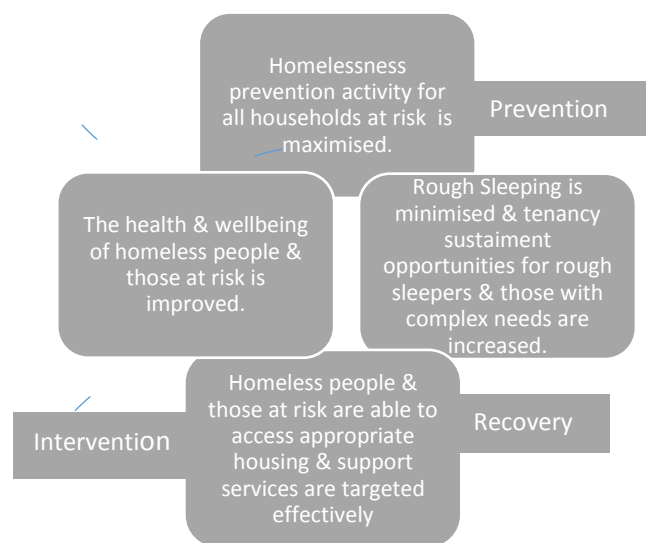 Homelessness
prevention activity for
all households at risk is
maximised.
Prevention
The health & wellbeing
of homeless people &
those at risk is
improved.
Rough Sleeping is
minimised & tenancy
sustaiment
opportunities for rough
sleepers & those with
complex needs are
increased.
Intervention
Homeless people &
those at risk are able to
access appropriate
housing & support
services are targeted
effectively
Recovery